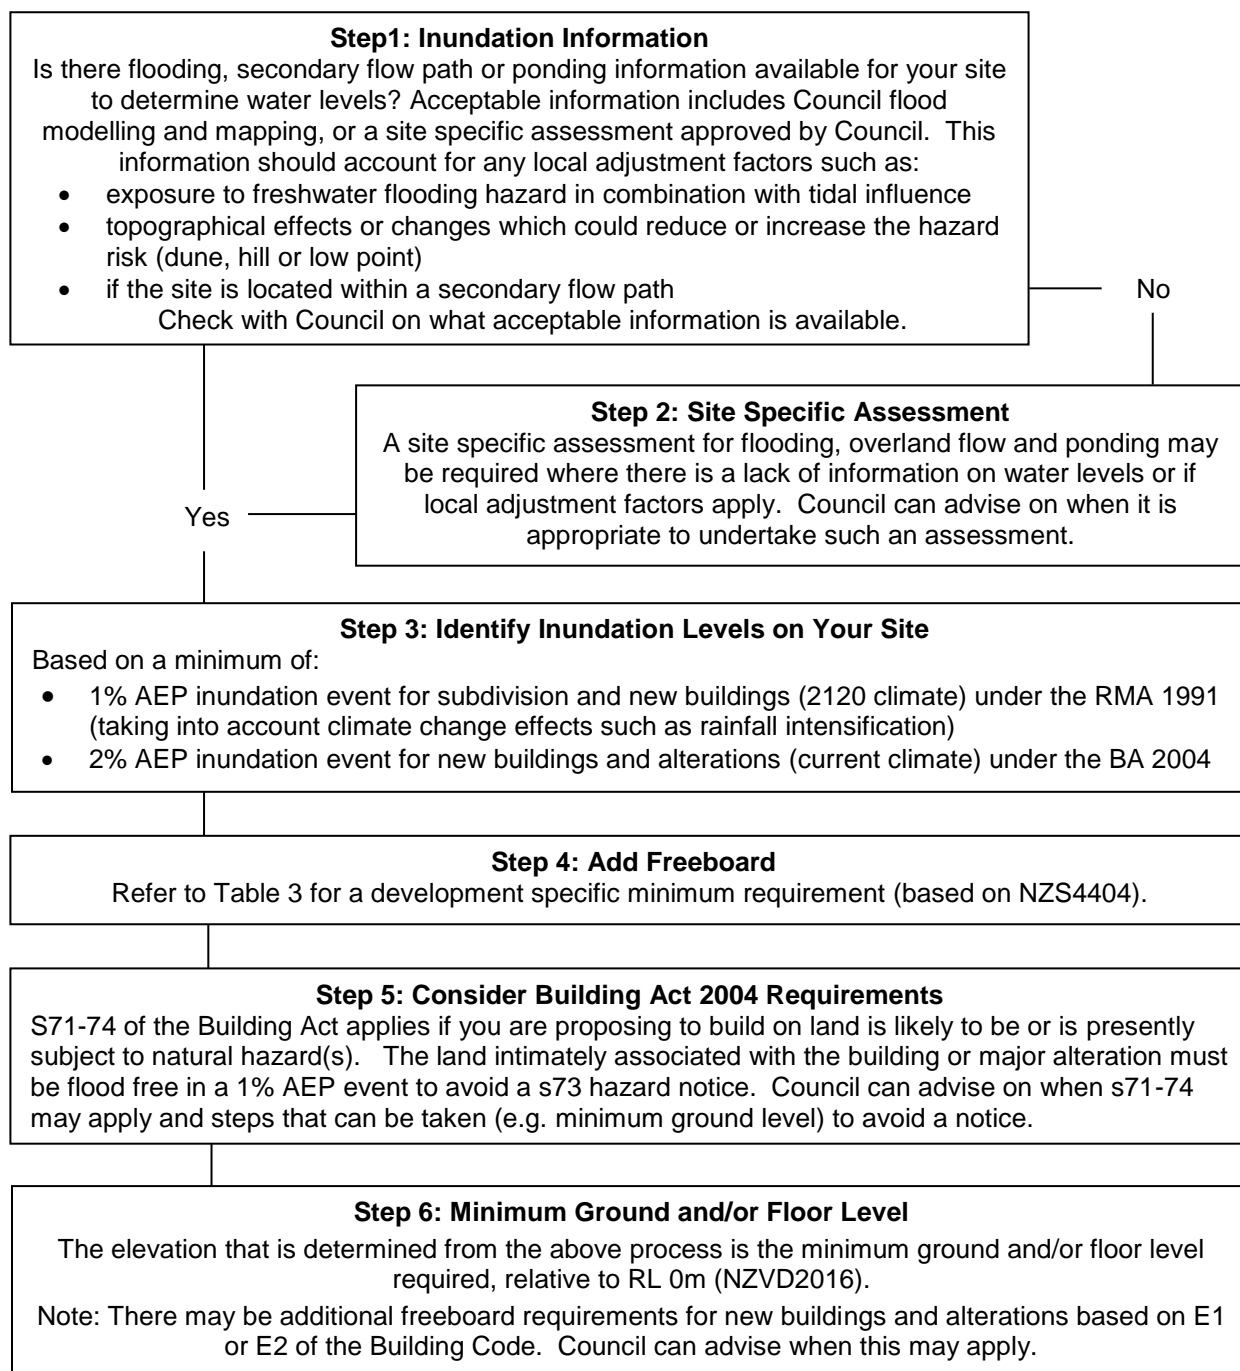 Step1: Inundation Information
Is there flooding, secondary flow path or ponding information available for your site
to determine water levels? Acceptable information includes Council flood
modelling and mapping, or a site specific assessment approved by Council. This
information should account for any local adjustment factors such as:
• exposure to freshwater flooding hazard in combination with tidal influence
• topographical effects or changes which could reduce or increase the hazard
risk (dune, hill or low point)
• if the site is located within a secondary flow path
Check with Council on what acceptable information is available.
No
Step 2: Site Specific Assessment
A site specific assessment for flooding, overland flow and ponding may
be required where there is a lack of information on water levels or if
local adjustment factors apply. Council can advise on when it is
appropriate to undertake such an assessment.
Yes
Step 3: Identify Inundation Levels on Your Site
Based on a minimum of:
• 1% AEP inundation event for subdivision and new buildings (2120 climate) under the RMA 1991
(taking into account climate change effects such as rainfall intensification)
• 2% AEP inundation event for new buildings and alterations (current climate) under the BA 2004
Step 4: Add Freeboard
Refer to Table 3 for a development specific minimum requirement (based on NZS4404).
Step 5: Consider Building Act 2004 Requirements
S71-74 of the Building Act applies if you are proposing to build on land is likely to be or is presently
subject to natural hazard(s). The land intimately associated with the building or major alteration must
be flood free in a 1% AEP event to avoid a s73 hazard notice. Council can advise on when s71-74
may apply and steps that can be taken (e.g. minimum ground level) to avoid a notice.
Step 6: Minimum Ground and/or Floor Level
The elevation that is determined from the above process is the minimum ground and/or floor level
required, relative to RL 0m (NZVD2016).
Note: There may be additional freeboard requirements for new buildings and alterations based on E1
or E2 of the Building Code. Council can advise when this may apply.